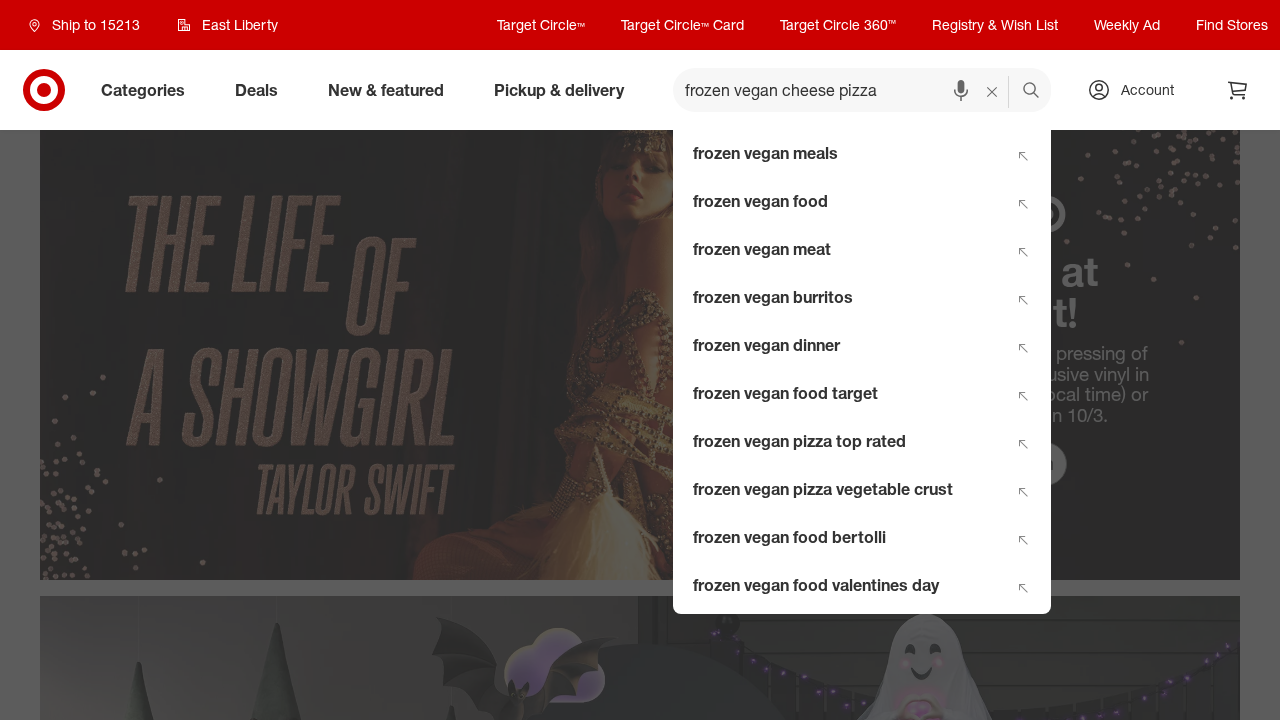 Ship to 15213
East Liberty
Target Circle™
Target Circle™ Card
Target Circle 360™
Registry & Wish List
Weekly Ad
Find Stores
Categories
Deals
New & featured
Pickup & delivery
frozen vegan cheese pizza
Account
frozen vegan meals
frozen vegan food
frozen vegan meat
frozen vegan burritos
frozen vegan dinner
frozen vegan food target
frozen vegan pizza top rated
frozen vegan pizza vegetable crust
frozen vegan food bertolli
frozen vegan food valentines day
THE LIFE
OF
A SHOWGIRL
TAYLOR SWIFT
at
t!
pressing of
vinyl in
time) or
10/3.